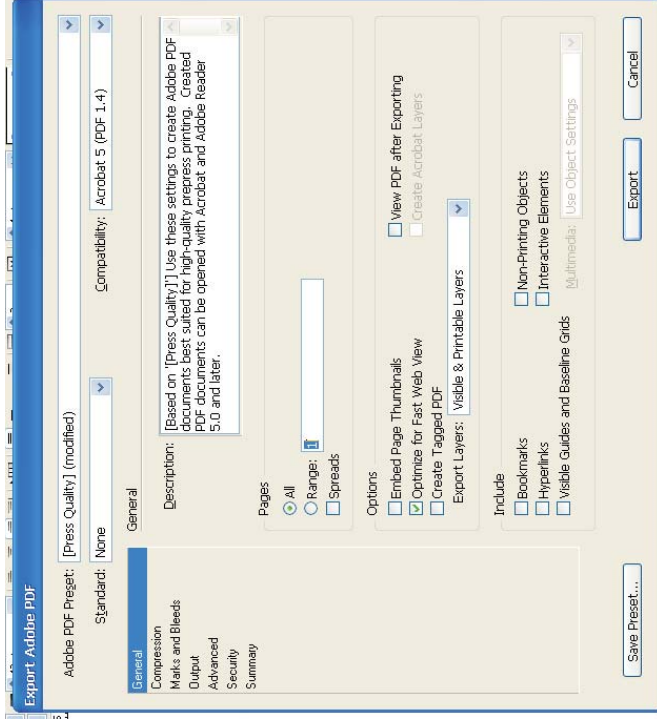 Export Adobe PDF
Adobe PDF Preset: [Press Quality] (modified)
Standard: None
Compatibility: Acrobat 5 (PDF 1.4)
General
Compression
Marks and Bleeds
Output
Advanced
Security
Summary
General
Description: [Based on '[Press Quality]'] Use these settings to create Adobe PDF
documents best suited for high-quality prepress printing. Created
PDF documents can be opened with Acrobat and Adobe Reader
5.0 and later.
Pages
All
Range: 1
Spreads
Options
Embed Page Thumbnails
Optimize for Fast Web View
Create Tagged PDF
View PDF after Exporting
Create Acrobat Layers
Export Layers: Visible & Printable Layers
Include
Bookmarks
Hyperlinks
Visible Guides and Baseline Grids
Non-Printing Objects
Interactive Elements
Multimedia: Use Object Settings
Save Preset...
Export
Cancel